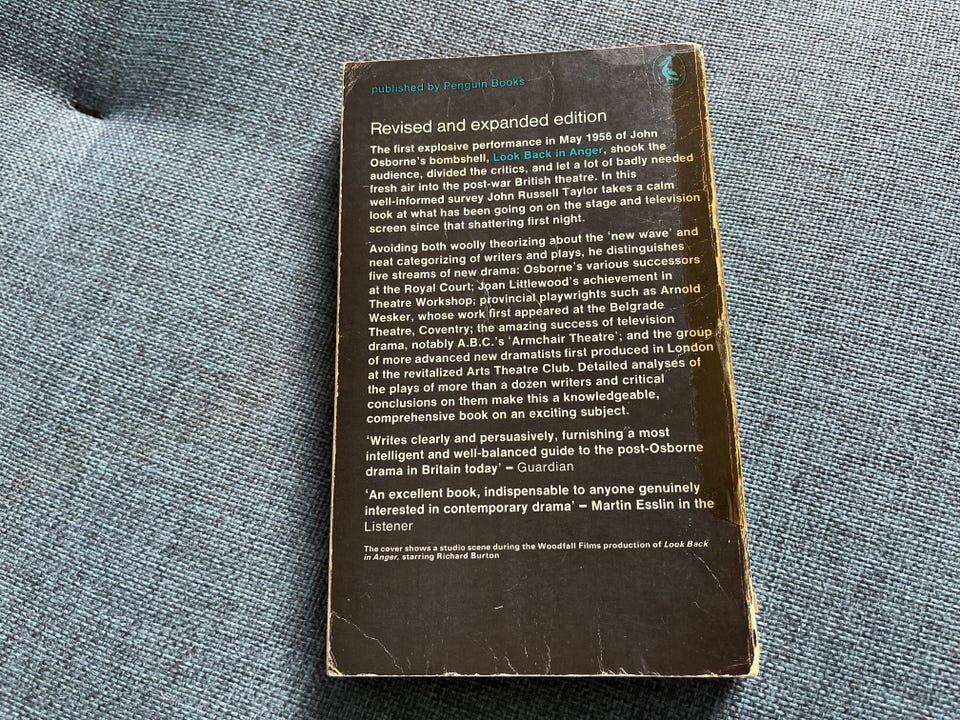 published by Penguin Books
Revised and expanded edition
The first explosive performance in May 1956 of John
Osborne's bombshell, Look Back in Anger, shook the
audience, divided the critics, and let a lot of badly needed
fresh air into the post-war British theatre. In this
well-informed survey John Russell Taylor takes a calm
look at what has been going on on the stage and television
screen since that shattering first night.
Avoiding both woolly theorizing about the 'new wave' and
neat categorizing of writers and plays, he distinguishes
five streams of new drama: Osborne's various successors
at the Royal Court; Joan Littlewood's achievement in
Theatre Workshop; provincial playwrights such as Arnold
Wesker, whose work first appeared at the Belgrade
Theatre, Coventry; the amazing success of television
drama, notably A.B.C.'s 'Armchair Theatre'; and the group
of more advanced new dramatists first produced in London
at the revitalized Arts Theatre Club. Detailed analyses of
the plays of more than a dozen writers and critical
conclusions on them make this a knowledgeable,
comprehensive book on an exciting subject.
'Writes clearly and persuasively, furnishing a most
intelligent and well-balanced guide to the post-Osborne
drama in Britain today' – Guardian
'An excellent book, indispensable to anyone genuinely
interested in contemporary drama' – Martin Esslin in the
Listener
The cover shows a studio scene during the Woodfall Films production of Look Back
in Anger, starring Richard Burton